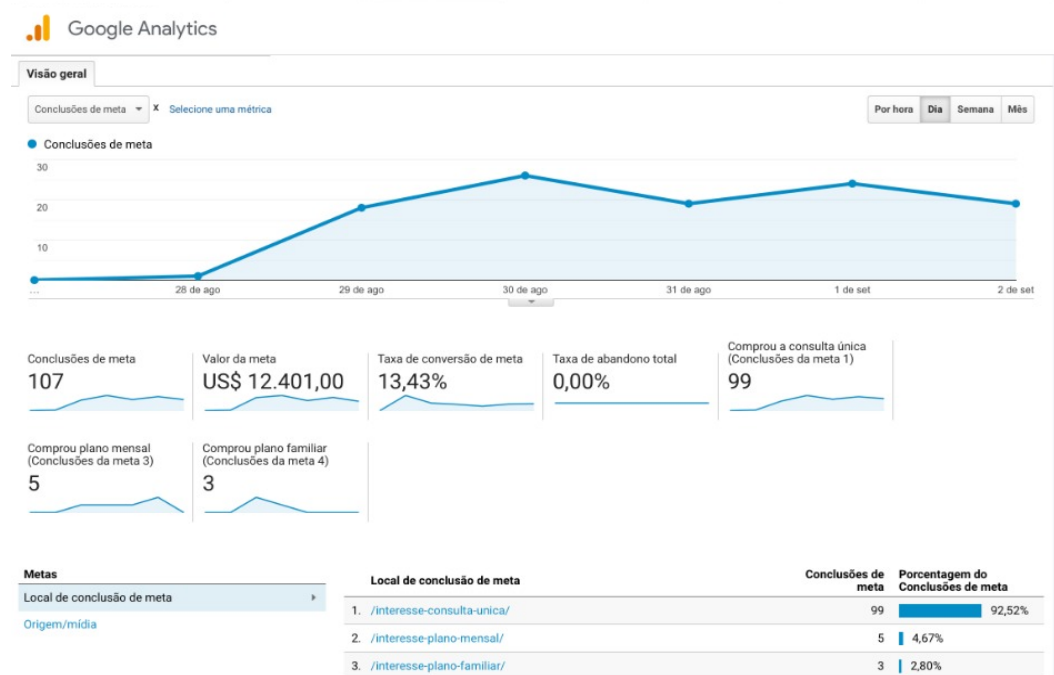 Google Analytics
Visão geral
Conclusões de meta x Selecione uma métrica
Por hora Dia Semana Mês
Conclusões de meta
30
20
10
... 28 de ago 29 de ago 30 de ago 31 de ago 1 de set 2 de set
Conclusões de meta
107
Valor da meta
US$ 12.401,00
Taxa de conversão de meta
13,43%
Taxa de abandono total
0,00%
Comprou a consulta única
(Conclusões da meta 1)
99
Comprou plano mensal
(Conclusões da meta 3)
5
Comprou plano familiar
(Conclusões da meta 4)
3
Metas
Local de conclusão de meta
Origem/mídia
Local de conclusão de meta
Conclusões de
meta
Porcentagem do
Conclusões de meta
1. /interesse-consulta-unica/ 99 92,52%
2. /interesse-plano-mensal/ 5 4,67%
3. /interesse-plano-familiar/ 3 2,80%